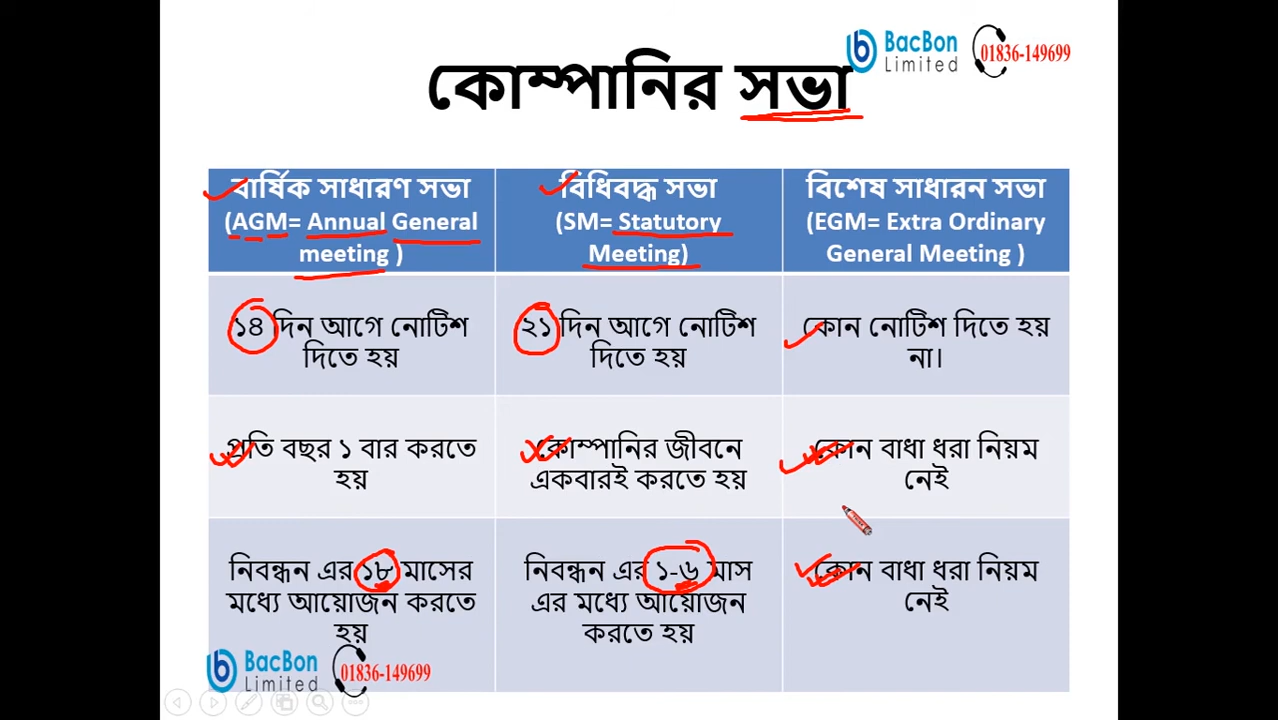 BacBon
Limited
01836-149699
কোম্পানির সভা
বার্ষিক সাধারণ সভা
(AGM= Annual General
meeting )
বিধিবদ্ধ সভা
(SM= Statutory
Meeting)
বিশেষ সাধারন সভা
(EGM= Extra Ordinary
General Meeting )
১৪ দিন আগে নোটিশ
দিতে হয়
২১ দিন আগে নোটিশ
দিতে হয়
কোন নোটিশ দিতে হয়
না।
প্রতি বছর ১ বার করতে
হয়
কোম্পানির জীবনে
একবারই করতে হয়
কোন বাধা ধরা নিয়ম
নেই
নিবন্ধন এর ১৮ মাসের
মধ্যে আয়োজন করতে
হয়
নিবন্ধন এর ১-৬ মাস
এর মধ্যে আয়োজন
করতে হয়
কোন বাধা ধরা নিয়ম
নেই
BacBon
Limited
01836-149699